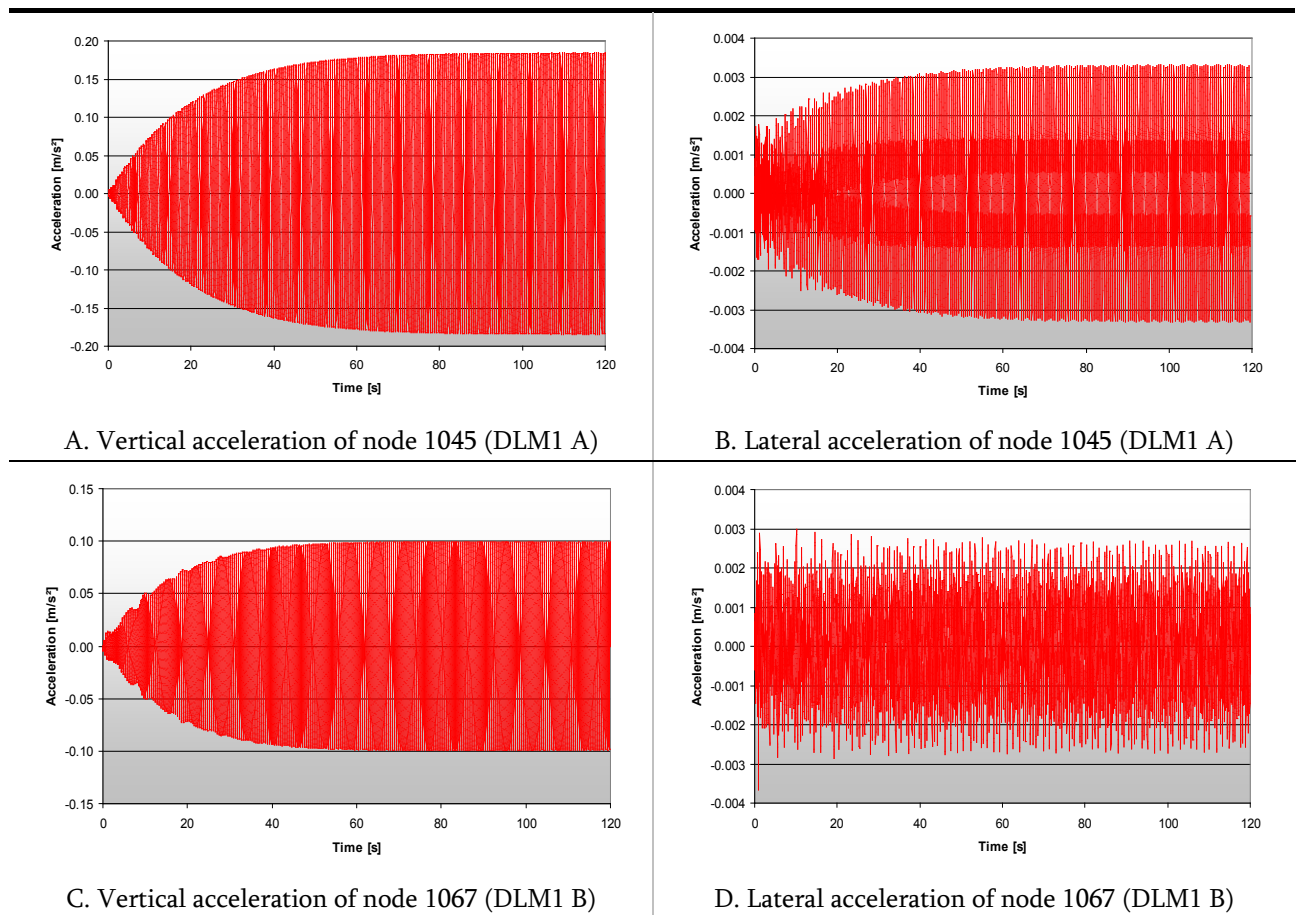 0.20
0.15
0.10
0.05
0.00
-0.05
-0.10
-0.15
-0.20
Acceleration [m/s²]
0 20 40 60 80 100 120
Time [s]
A. Vertical acceleration of node 1045 (DLM1 A)
0.004
0.003
0.002
0.001
0.000
-0.001
-0.002
-0.003
-0.004
Acceleration [m/s²]
0 20 40 60 80 100 120
Time [s]
B. Lateral acceleration of node 1045 (DLM1 A)
0.15
0.10
0.05
0.00
-0.05
-0.10
-0.15
Acceleration [m/s²]
0 20 40 60 80 100 120
Time [s]
C. Vertical acceleration of node 1067 (DLM1 B)
0.004
0.003
0.002
0.001
0.000
-0.001
-0.002
-0.003
-0.004
Acceleration [m/s²]
0 20 40 60 80 100 120
Time [s]
D. Lateral acceleration of node 1067 (DLM1 B)